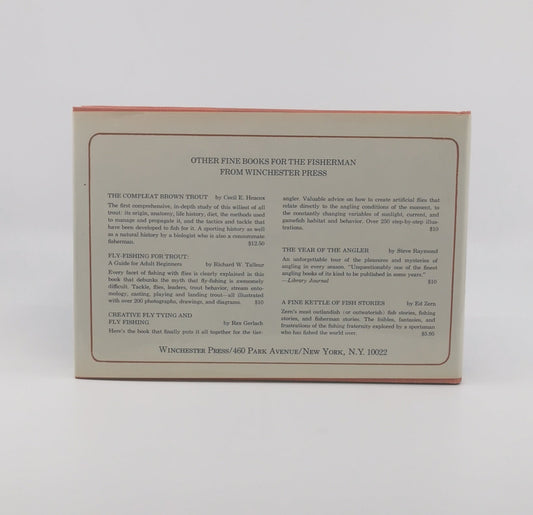 OTHER FINE BOOKS FOR THE FISHERMAN
FROM WINCHESTER PRESS
THE COMPLEAT BROWN TROUT by Cecil E. Heacox
The first comprehensive, in-depth study of this wiliest of all
trout: its origin, anatomy, life history, diet, the methods used
to manage and propagate it, and the tactics and tackle that
have been developed to fish for it. A sporting history as well
as a natural history by a biologist who is also a consummate
fisherman. $12.50
FLY-FISHING FOR TROUT:
A Guide for Adult Beginners by Richard W. Talleur
Every facet of fishing with flies is clearly explained in this
book that debunks the myth that fly-fishing is immensely
difficult. Tackle, flies, leaders, trout behavior, stream ento-
mology, casting, playing and landing trout—all illustrated
with over 200 photographs, drawings, and diagrams. $10
CREATIVE FLY TYING AND
FLY FISHING by Rex Gerlach
Here's the book that finally puts it all together for the tier-
angler. Valuable advice on how to create artificial flies that
relate directly to the angling conditions of the moment, to
the constantly changing variables of sunlight, current, and
gamefish habitat and behavior. Over 250 step-by-step illus-
trations. $10
THE YEAR OF THE ANGLER by Steve Raymond
An unforgettable tour of the pleasures and mysteries of
angling in every season. "Unquestionably one of the finest
angling books of its kind to be published in some years."
—Library Journal $10
A FINE KETTLE OF FISH STORIES by Ed Zern
Zern's most outlandish (or outwaterish) fish stories, fishing
stories, and fisherman stories. The foibles, fantasies, and
frustrations of the fishing fraternity explored by a sportsman
who has fished the world over. $5.95
WINCHESTER PRESS/460 PARK AVENUE/NEW YORK, N.Y. 10022